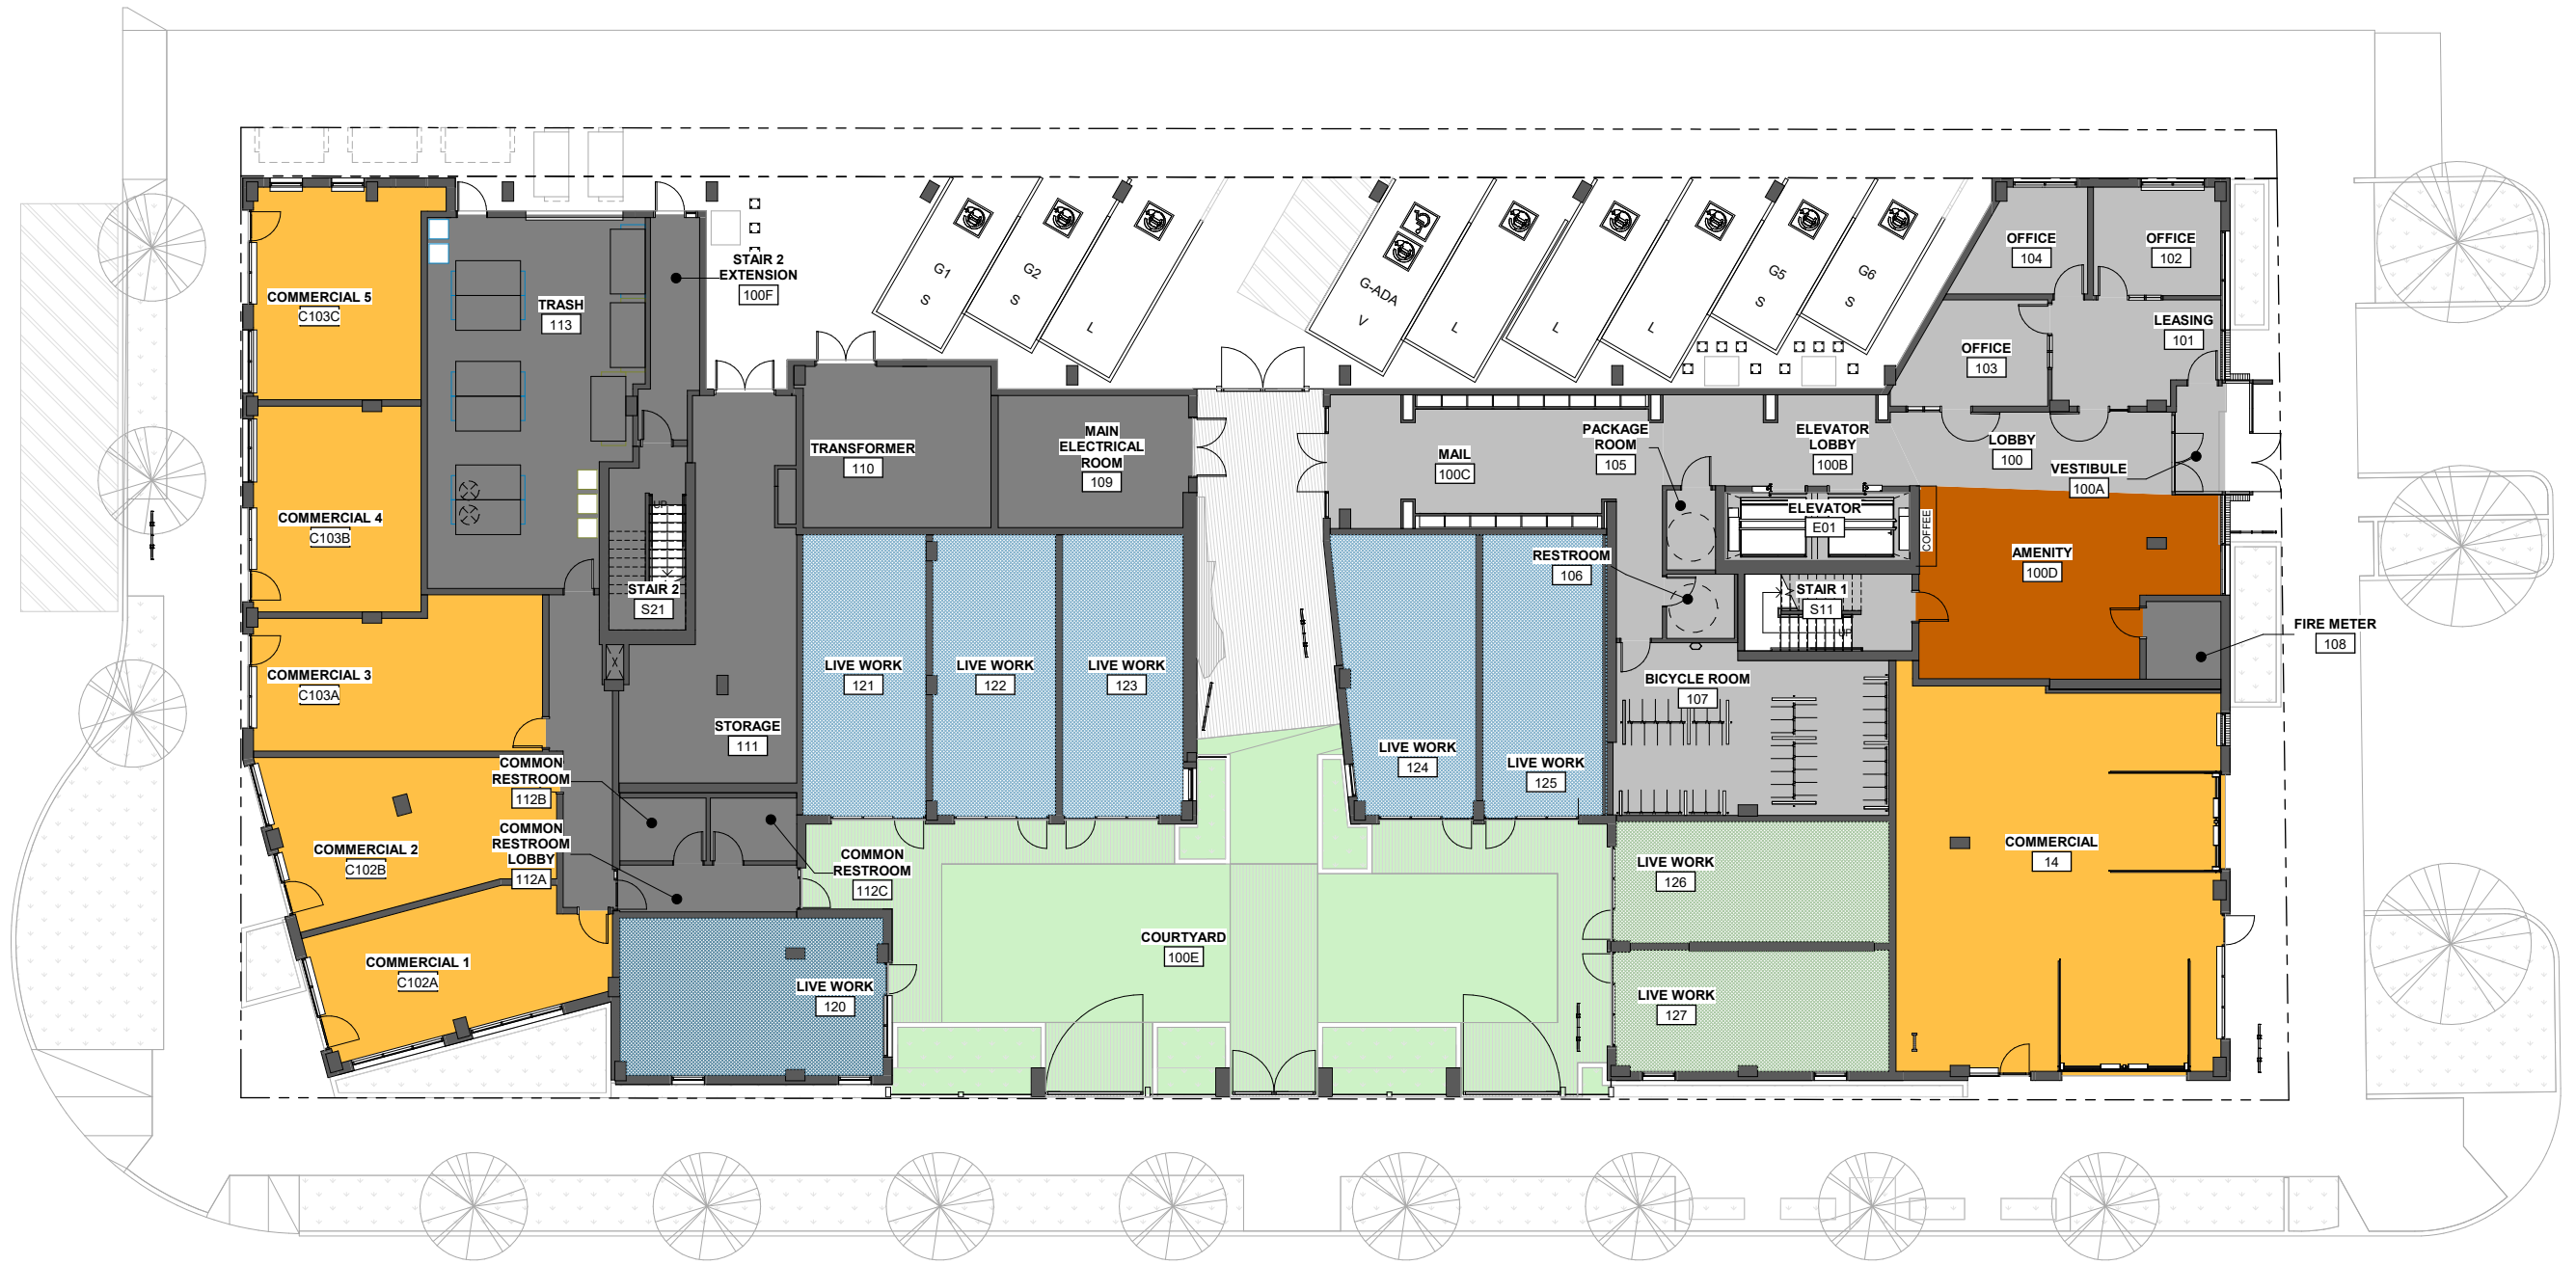 COMMERCIAL 5
C103C
TRASH
113
STAIR 2
EXTENSION
100F
G1
S
G2
S
L
G-ADA
V
L
L
L
G5
S
G6
S
OFFICE
104
OFFICE
102
LEASING
101
OFFICE
103
COMMERCIAL 4
C103B
TRANSFORMER
110
MAIN
ELECTRICAL
ROOM
109
MAIL
100C
PACKAGE
ROOM
105
ELEVATOR
LOBBY
100B
LOBBY
100
VESTIBULE
100A
UP
STAIR 2
S21
ELEVATOR
E01
COFFEE
RESTROOM
106
AMENITY
100D
STAIR 1
S11
UP
FIRE METER
108
COMMERCIAL 3
C103A
LIVE WORK
121
LIVE WORK
122
LIVE WORK
123
STORAGE
111
LIVE WORK
124
LIVE WORK
125
BICYCLE ROOM
107
COMMON
RESTROOM
112B
COMMERCIAL 2
C102B
COMMON
RESTROOM
LOBBY
112A
COMMON
RESTROOM
112C
LIVE WORK
126
COMMERCIAL
14
COMMERCIAL 1
C102A
LIVE WORK
120
COURTYARD
100E
LIVE WORK
127